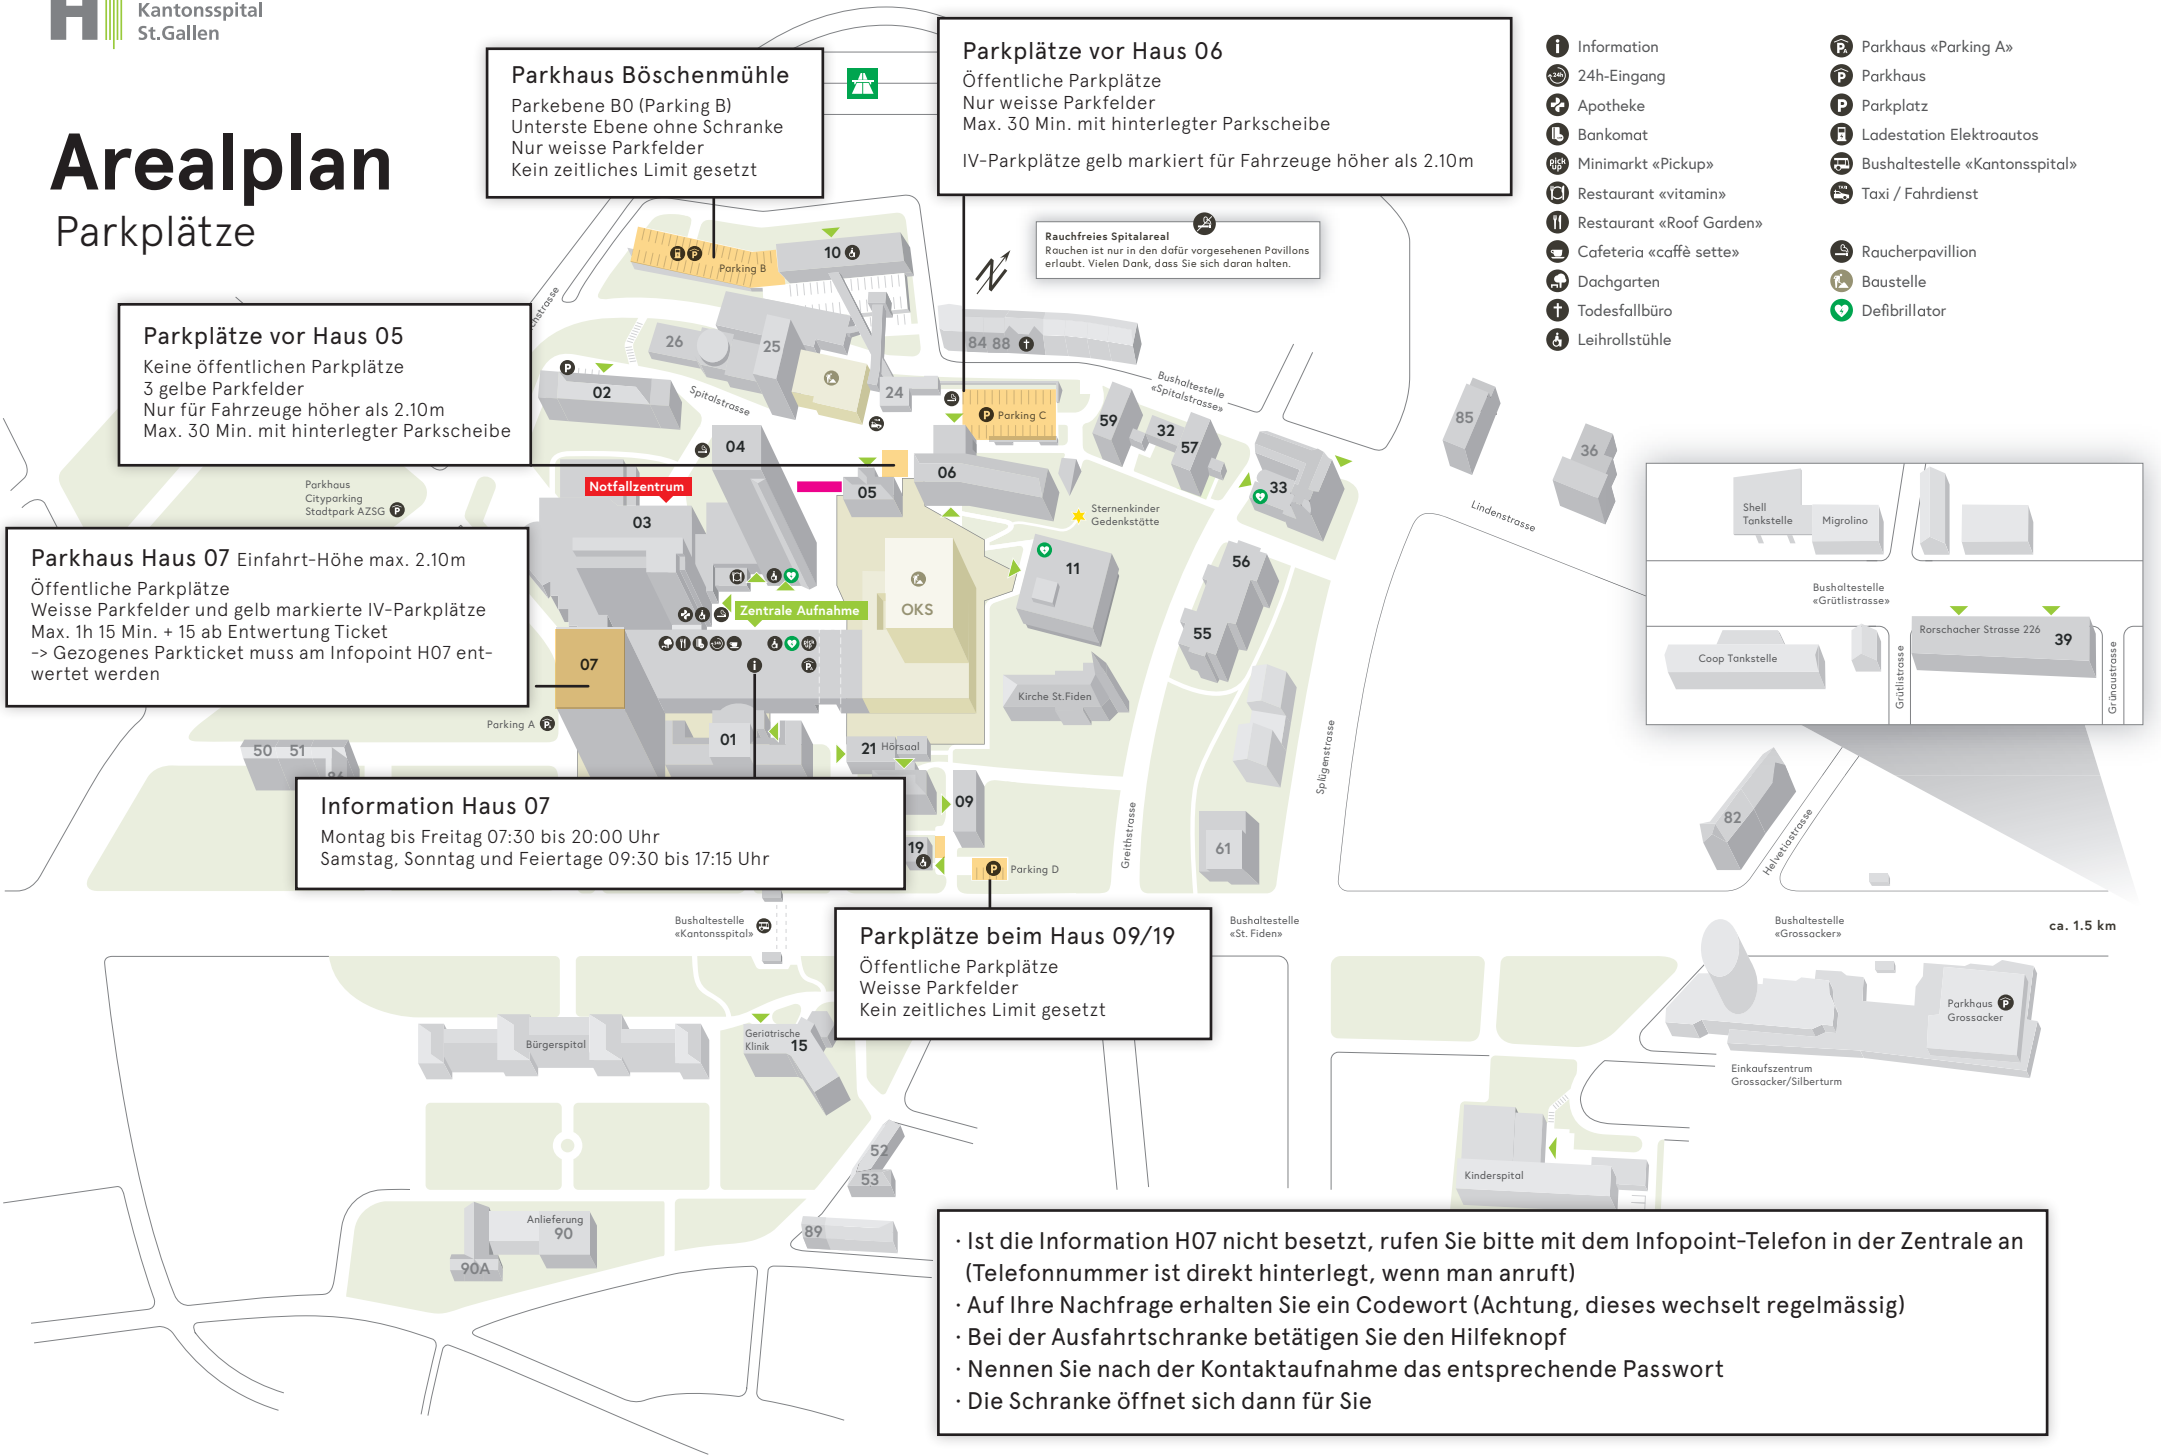 Kantonsspital
St.Gallen
Arealplan
Parkplätze
Parkhaus Böschenmühle
Parkebene B0 (Parking B)
Unterste Ebene ohne Schranke
Nur weisse Parkfelder
Kein zeitliches Limit gesetzt
Parkplätze vor Haus 06
Öffentliche Parkplätze
Nur weisse Parkfelder
Max. 30 Min. mit hinterlegter Parkscheibe
IV-Parkplätze gelb markiert für Fahrzeuge höher als 2.10m
Information
24h-Eingang
Apotheke
Bankomat
Minimarkt «Pickup»
Restaurant «vitamin»
Restaurant «Roof Garden»
Cafeteria «caffè sette»
Dachgarten
Todesfallbüro
Leihrollstühle
Parkhaus «Parking A»
Parkhaus
Parkplatz
Ladestation Elektroautos
Bushaltestelle «Kantonsspital»
Taxi / Fahrdienst
Raucherpavillion
Baustelle
Defibrillator
Rauchfreies Spitalareal
Rauchen ist nur in den dafür vorgesehenen Pavillons
erlaubt. Vielen Dank, dass Sie sich daran halten.
Parkplätze vor Haus 05
Keine öffentlichen Parkplätze
3 gelbe Parkfelder
Nur für Fahrzeuge höher als 2.10m
Max. 30 Min. mit hinterlegter Parkscheibe
Parking B
10
26
25
84 88
02
Spitalstrasse
24
Parking C
Bushaltestelle
«Spitalstrasse»
59
32
57
85
36
04
06
05
33
Lindenstrasse
Parkhaus
Cityparking
Stadtpark AZSG
Notfallzentrum
03
Sternenkinder
Gedenkstätte
11
56
55
OKS
Zentrale Aufnahme
Parkhaus Haus 07 Einfahrt-Höhe max. 2.10m
Öffentliche Parkplätze
Weisse Parkfelder und gelb markierte IV-Parkplätze
Max. 1h 15 Min. + 15 ab Entwertung Ticket
-> Gezogenes Parkticket muss am Infopoint H07 ent-
wertet werden
07
Parking A
Kirche St.Fiden
Shell
Tankstelle
Migrolino
Bushaltestelle
«Grütlistrasse»
Rorschacher Strasse 226
39
Coop Tankstelle
Grütlistrasse
Grünaustrasse
01
21 Hörsaal
50 51
Splügenstrasse
Information Haus 07
Montag bis Freitag 07:30 bis 20:00 Uhr
Samstag, Sonntag und Feiertage 09:30 bis 17:15 Uhr
09
19
Parking D
Greithstrasse
61
82
Helvetiastrasse
Bushaltestelle
«Kantonsspital»
Parkplätze beim Haus 09/19
Öffentliche Parkplätze
Weisse Parkfelder
Kein zeitliches Limit gesetzt
Bushaltestelle
«St. Fiden»
Bushaltestelle
«Grossacker»
ca. 1.5 km
Parkhaus
Grossacker
Einkaufszentrum
Grossacker/Silberturm
Bürgerspital
Geriatrische
Klinik 15
52
53
Kinderspital
Anlieferung
90
90A
89
· Ist die Information H07 nicht besetzt, rufen Sie bitte mit dem Infopoint-Telefon in der Zentrale an
(Telefonnummer ist direkt hinterlegt, wenn man anruft)
· Auf Ihre Nachfrage erhalten Sie ein Codewort (Achtung, dieses wechselt regelmässig)
· Bei der Ausfahrtschranke betätigen Sie den Hilfeknopf
· Nennen Sie nach der Kontaktaufnahme das entsprechende Passwort
· Die Schranke öffnet sich dann für Sie